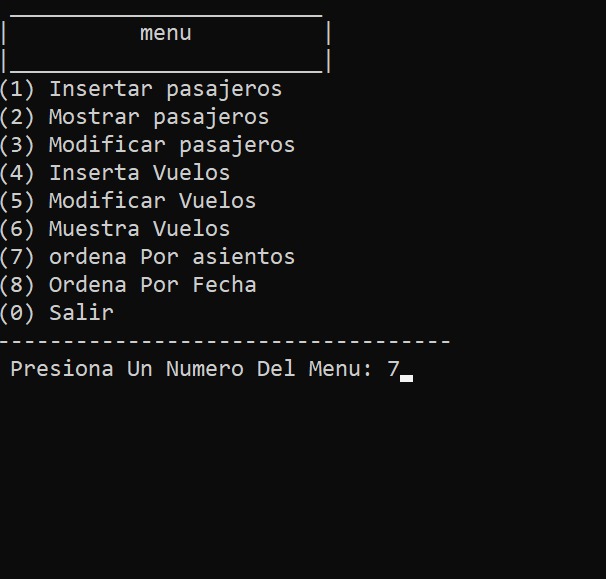 menu
(1) Insertar pasajeros
(2) Mostrar pasajeros
(3) Modificar pasajeros
(4) Inserta Vuelos
(5) Modificar Vuelos
(6) Muestra Vuelos
(7) ordena Por asientos
(8) Ordena Por Fecha
(0) Salir
-----------------------------------
Presiona Un Numero Del Menu: 7